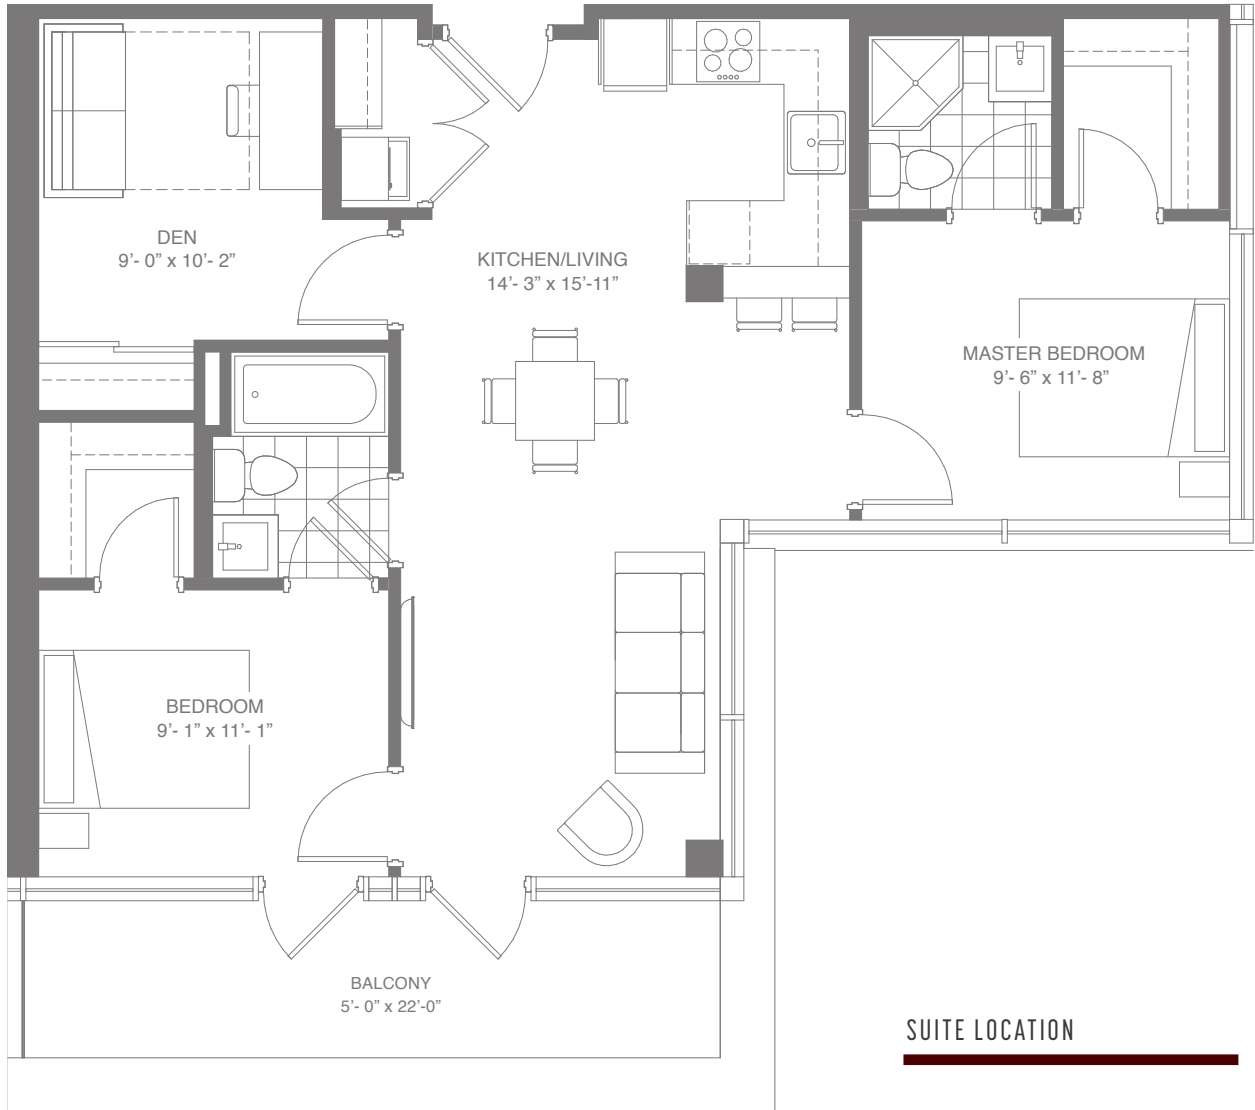 DEN
9’- 0” x 10’- 2”
KITCHEN/LIVING
14’- 3” x 15’-11”
MASTER BEDROOM
9’- 6” x 11’- 8”
BEDROOM
9’- 1” x 11’- 1”
BALCONY
5’- 0” x 22’-0”
SUITE LOCATION